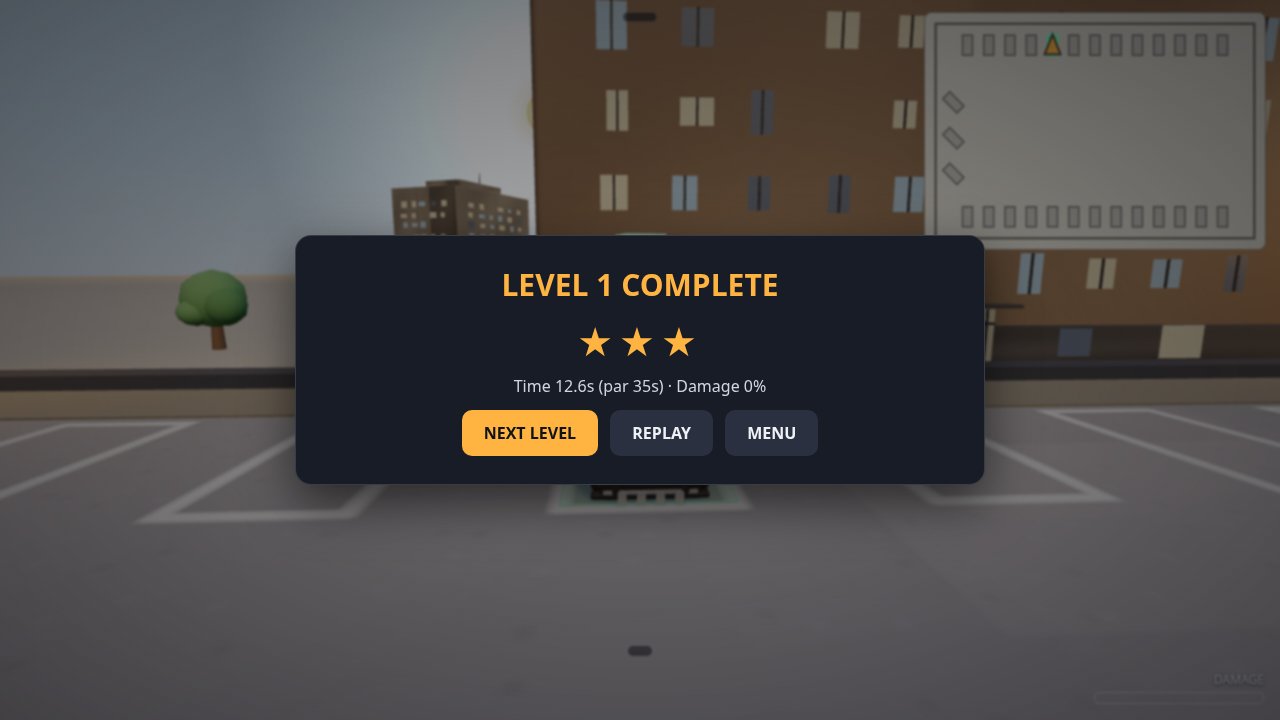 LEVEL 1 COMPLETE
★ ★ ★
Time 12.6s (par 35s) · Damage 0%
NEXT LEVEL
REPLAY
MENU
DAMAGE